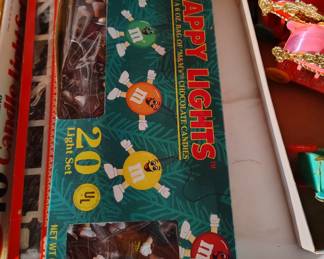 APPY LIGHTS
A 6 OZ. BAG OF "M&M's" CHOCOLATE CANDIES
20
Light Set
UL
NET WT
m
m
m
m